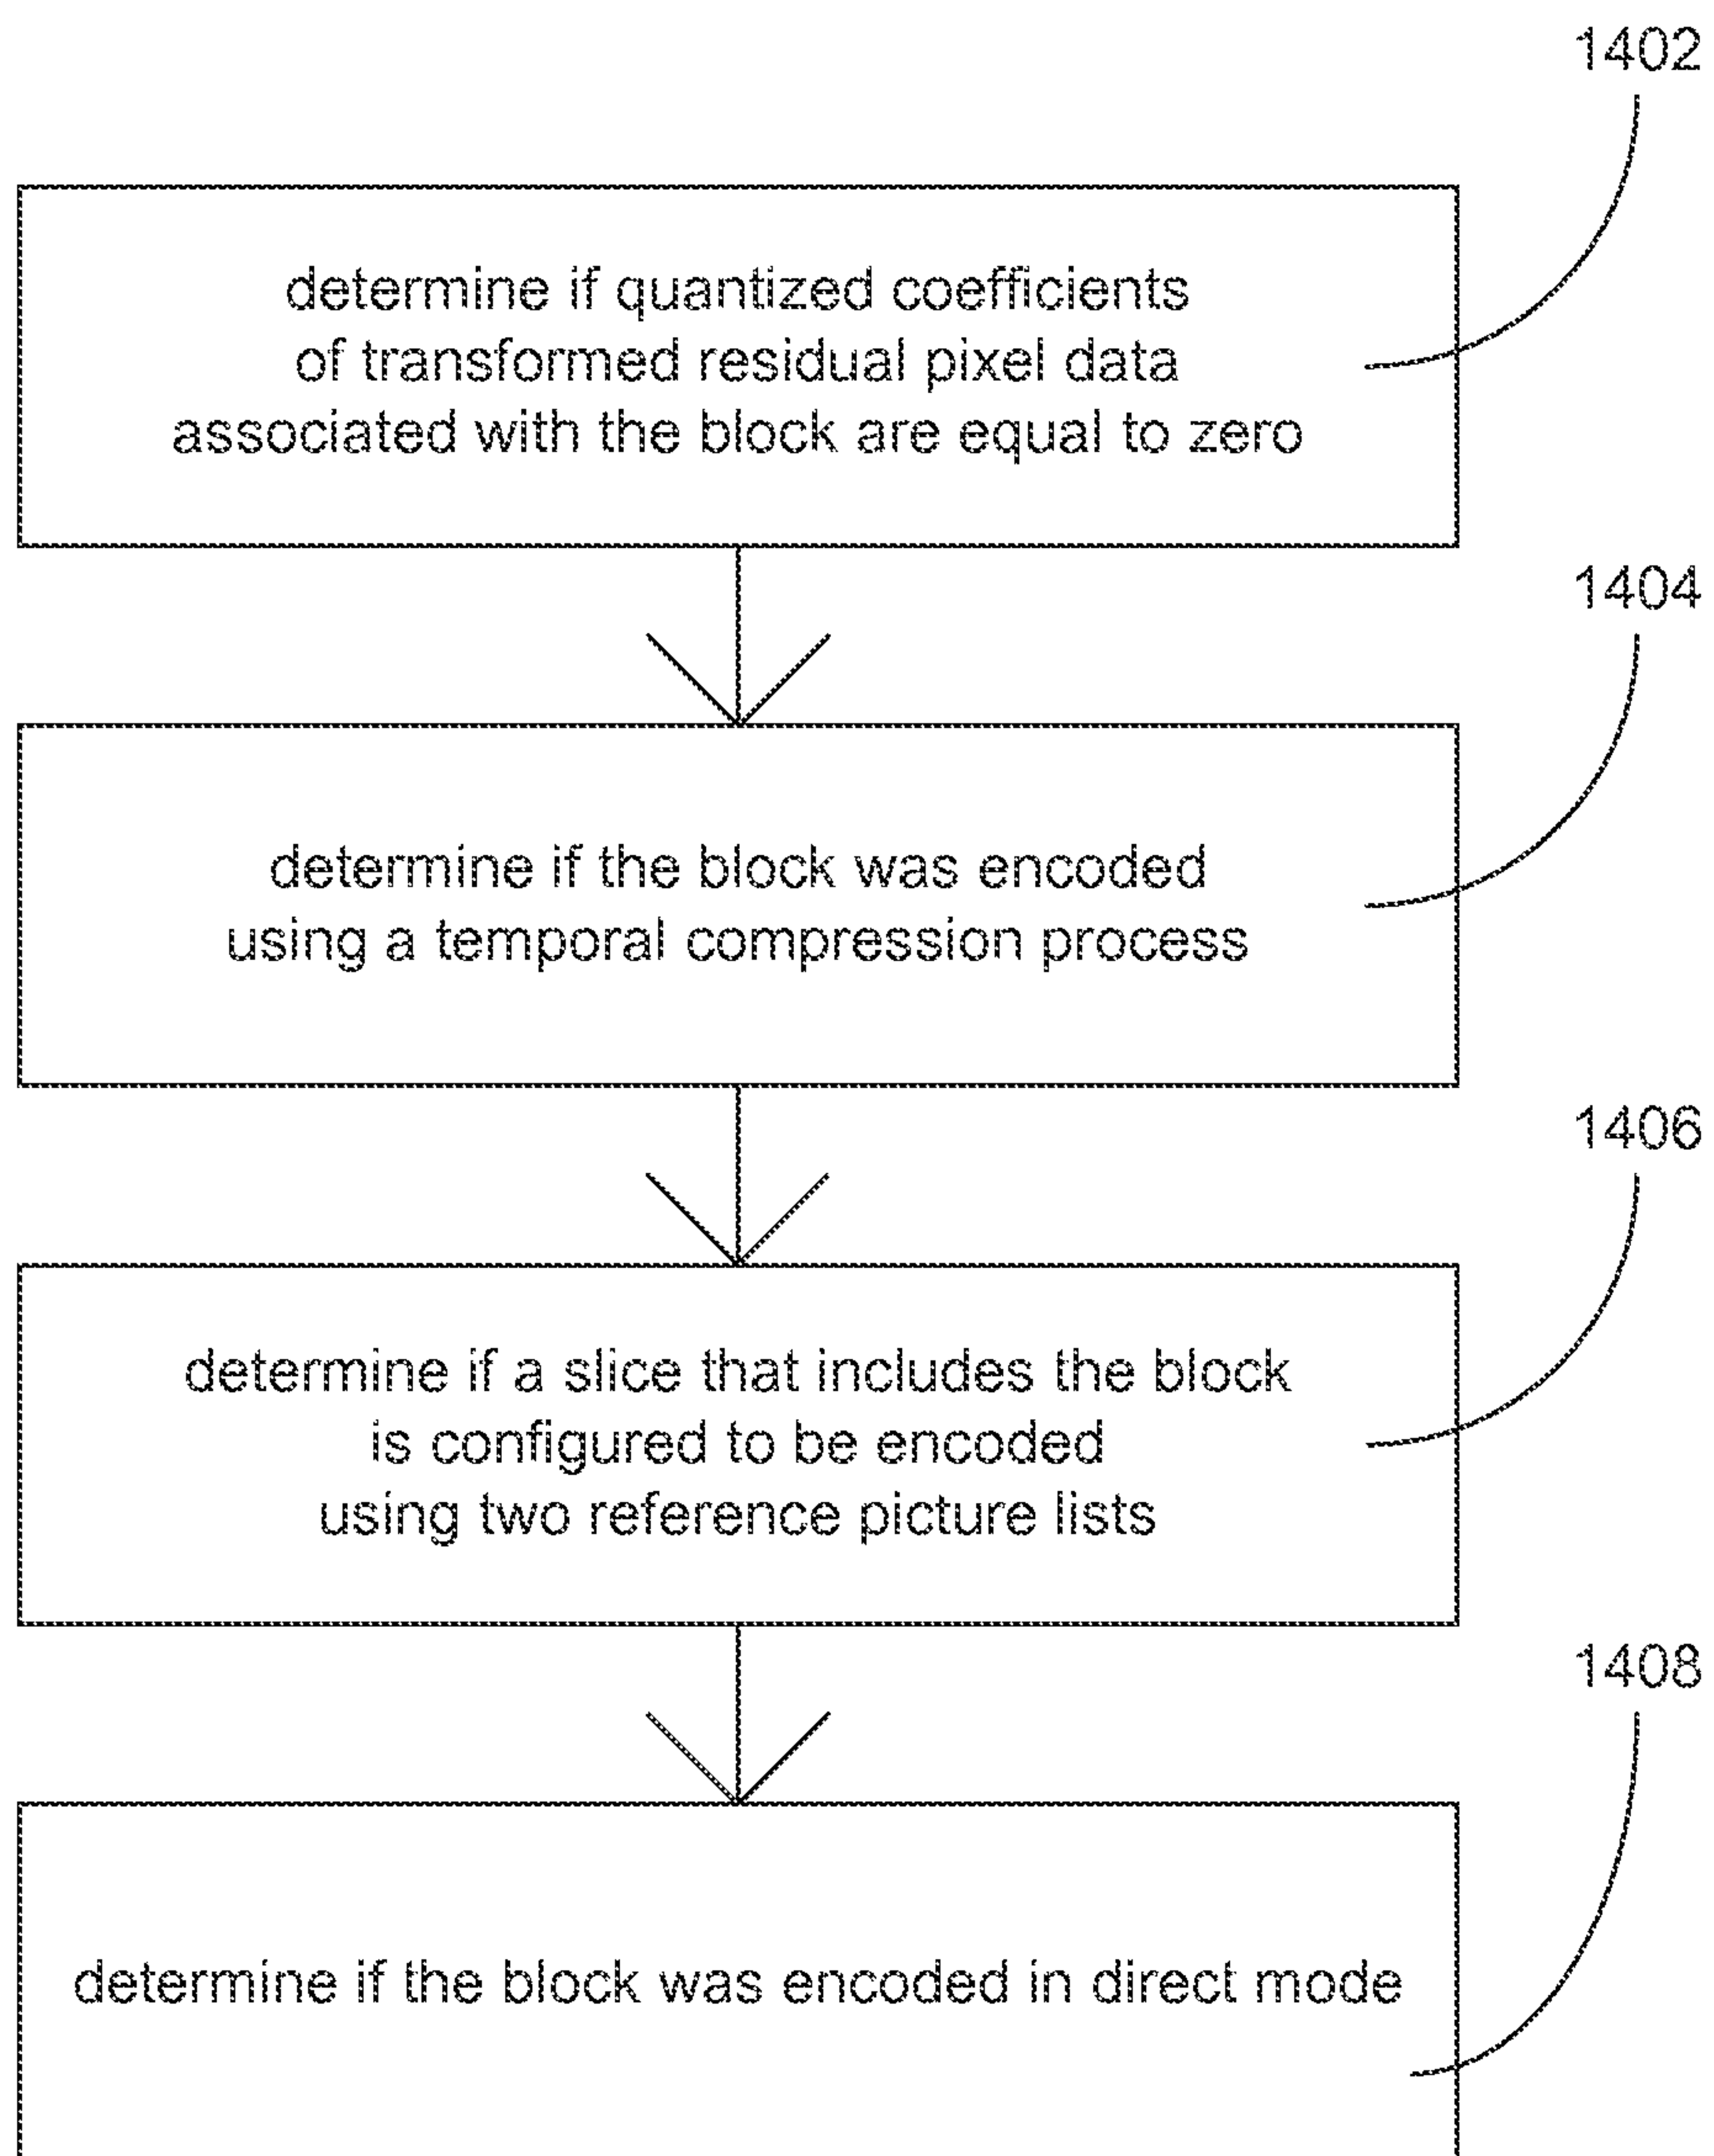 1402
determine if quantized coefficients
of transformed residual pixel data
associated with the block are equal to zero
1404
determine if the block was encoded
using a temporal compression process
1406
determine if a slice that includes the block
is configured to be encoded
using two reference picture lists
1408
determine if the block was encoded in direct mode